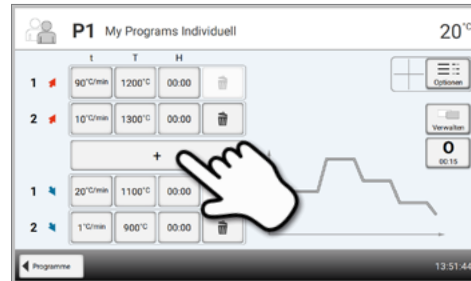 P1 My Programs Individuell 20°C
t T H
1 90°C/min 1200°C 00:00
Optionen
2 10°C/min 1300°C 00:00
Verwalten
+
0
00:15
1 20°C/min 1100°C 00:00
2 1°C/min 900°C 00:00
Programme 13:51:44